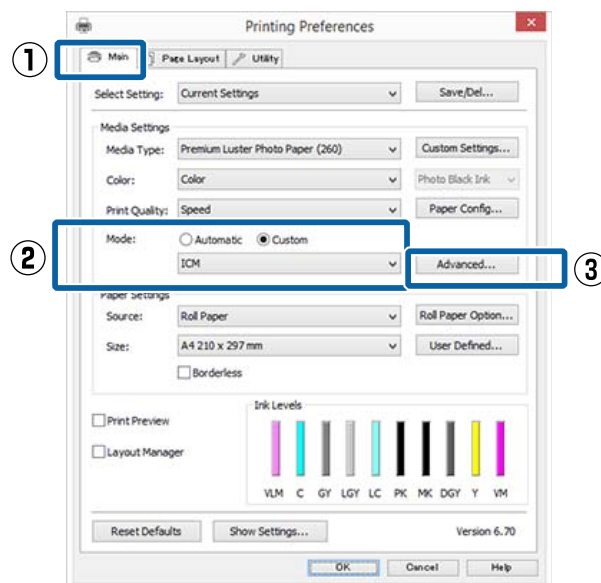 Printing Preferences
① Main Page Layout Utility
Select Setting: Current Settings Save/Del...
Media Settings
Media Type: Premium Luster Photo Paper (260) Custom Settings...
Color: Color Photo Black Ink
Print Quality: Speed Paper Config...
② Mode: Automatic Custom
ICM Advanced... ③
Paper Settings
Source: Roll Paper Roll Paper Option...
Size: A4 210 x 297 mm User Defined...
Borderless
Ink Levels
Print Preview
Layout Manager
VLM C GY LGY LC PK MK DGY Y VM
Reset Defaults Show Settings... Version 6.70
OK Cancel Help